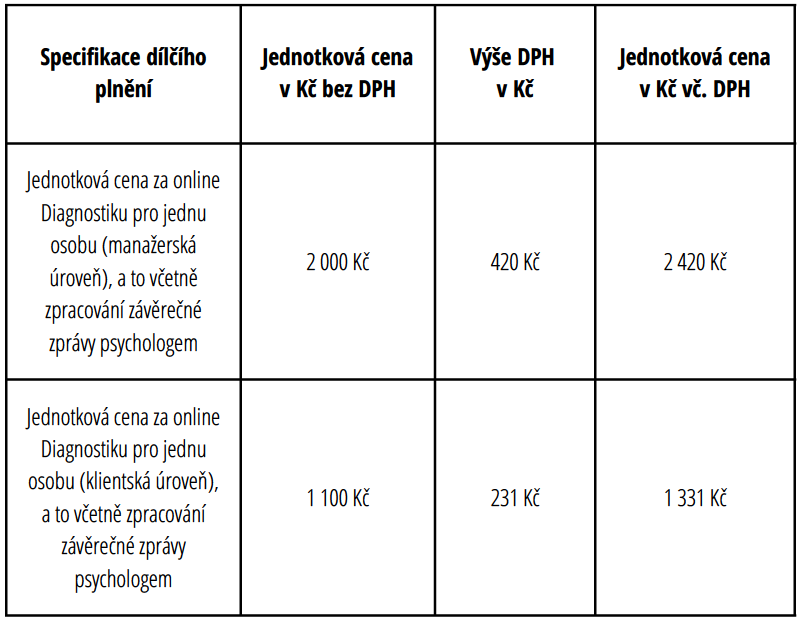 Specifikace dílčího
plnění
Jednotková cena
v Kč bez DPH
Výše DPH
v Kč
Jednotková cena
v Kč vč. DPH
Jednotková cena za online
Diagnostiku pro jednu
osobu (manažerská
úroveň), a to včetně
zpracování závěrečné
zprávy psychologem
2 000 Kč
420 Kč
2 420 Kč
Jednotková cena za online
Diagnostiku pro jednu
osobu (klientská úroveň),
a to včetně zpracování
závěrečné zprávy
psychologem
1 100 Kč
231 Kč
1 331 Kč